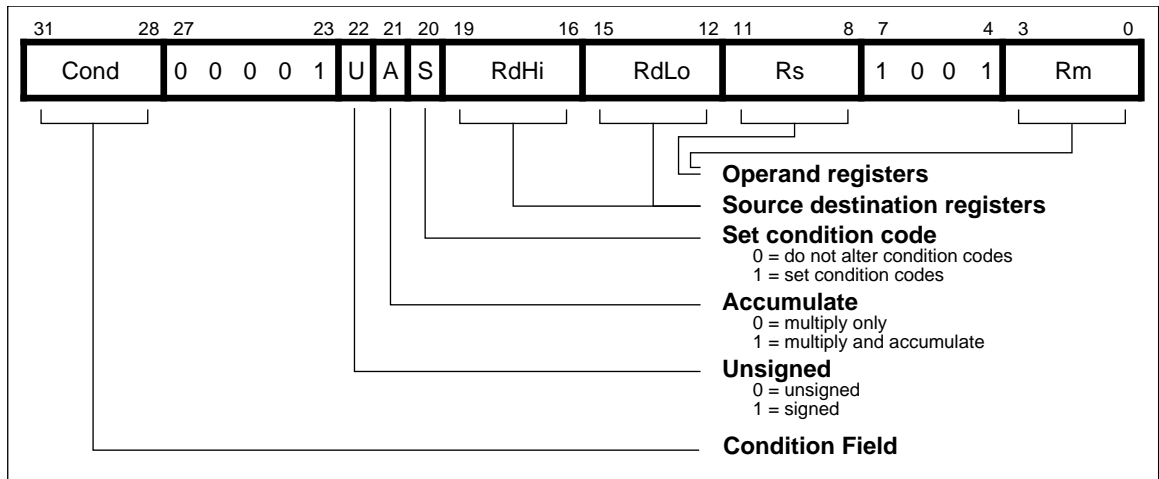 31 28 27 23 22 21 20 19 16 15 12 11 8 7 4 3 0
Cond 0 0 0 0 1 U A S RdHi RdLo Rs 1 0 0 1 Rm
Operand registers
Source destination registers
Set condition code
0 = do not alter condition codes
1 = set condition codes
Accumulate
0 = multiply only
1 = multiply and accumulate
Unsigned
0 = unsigned
1 = signed
Condition Field